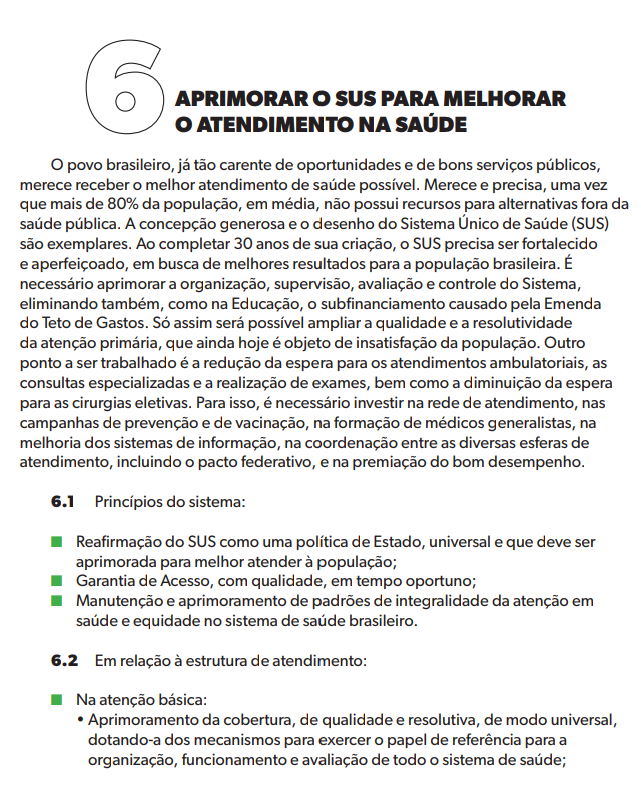 6
APRIMORAR O SUS PARA MELHORAR
O ATENDIMENTO NA SAÚDE
O povo brasileiro, já tão carente de oportunidades e de bons serviços públicos,
merece receber o melhor atendimento de saúde possível. Merece e precisa, uma vez
que mais de 80% da população, em média, não possui recursos para alternativas fora da
saúde pública. A concepção generosa e o desenho do Sistema Único de Saúde (SUS)
são exemplares. Ao completar 30 anos de sua criação, o SUS precisa ser fortalecido
e aperfeiçoado, em busca de melhores resultados para a população brasileira. É
necessário aprimorar a organização, supervisão, avaliação e controle do Sistema,
eliminando também, como na Educação, o subfinanciamento causado pela Emenda
do Teto de Gastos. Só assim será possível ampliar a qualidade e a resolutividade
da atenção primária, que ainda hoje é objeto de insatisfação da população. Outro
ponto a ser trabalhado é a redução da espera para os atendimentos ambulatoriais, as
consultas especializadas e a realização de exames, bem como a diminuição da espera
para as cirurgias eletivas. Para isso, é necessário investir na rede de atendimento, nas
campanhas de prevenção e de vacinação, na formação de médicos generalistas, na
melhoria dos sistemas de informação, na coordenação entre as diversas esferas de
atendimento, incluindo o pacto federativo, e na premiação do bom desempenho.
6.1 Princípios do sistema:
■ Reafirmação do SUS como uma política de Estado, universal e que deve ser
aprimorada para melhor atender à população;
■ Garantia de Acesso, com qualidade, em tempo oportuno;
■ Manutenção e aprimoramento de padrões de integralidade da atenção em
saúde e equidade no sistema de saúde brasileiro.
6.2 Em relação à estrutura de atendimento:
■ Na atenção básica:
• Aprimoramento da cobertura, de qualidade e resolutiva, de modo universal,
dotando-a dos mecanismos para exercer o papel de referência para a
organização, funcionamento e avaliação de todo o sistema de saúde;